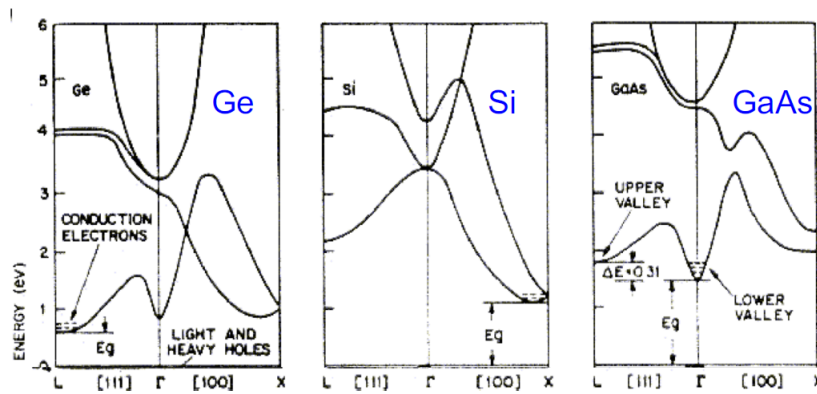 6
5
4
3
2
1
ENERGY (eV)
Ge
Ge
CONDUCTION
ELECTRONS
Eg
LIGHT AND
HEAVY HOLES
L [111] Γ [100] X
Si
Si
Eg
L [111] Γ [100] X
GaAs
GaAs
UPPER
VALLEY
ΔE=0.31
LOWER
VALLEY
Eg
L [111] Γ [100] X